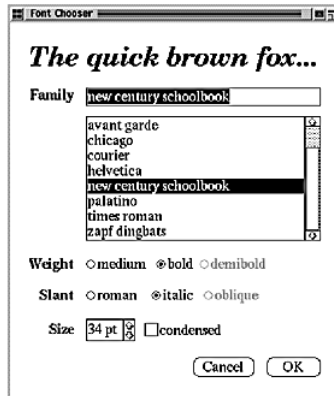 Font Chooser
The quick brown fox...
Family new century schoolbook
avant garde
chicago
courier
helvetica
new century schoolbook
palatino
times roman
zapf dingbats
Weight medium bold demibold
Slant roman italic oblique
Size 34 pt condensed
Cancel OK